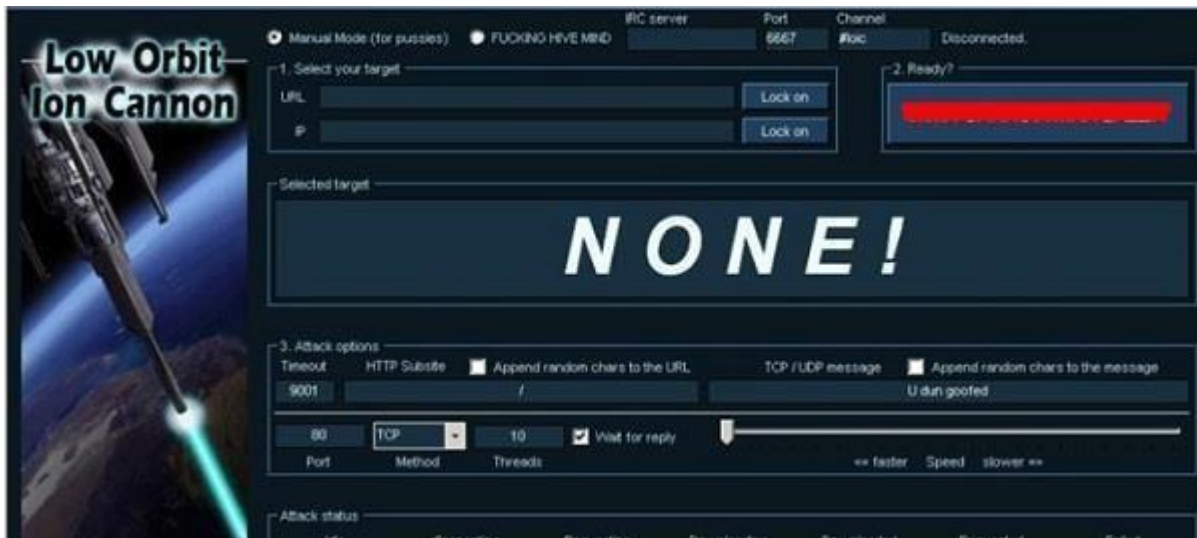 Low Orbit
Ion Cannon
IRC server Port Channel
Manual Mode (for pussies) FUCKING HIVE MIND 6667 #loic Disconnected.
1. Select your target
URL Lock on
IP Lock on
2. Ready?
Selected target
NONE!
3. Attack options
Timeout HTTP Subsite Append random chars to the URL TCP / UDP message Append random chars to the message
9001 / U dun goofed
80 TCP 10 Wait for reply
Port Method Threads <= faster Speed slower =>
Attack status